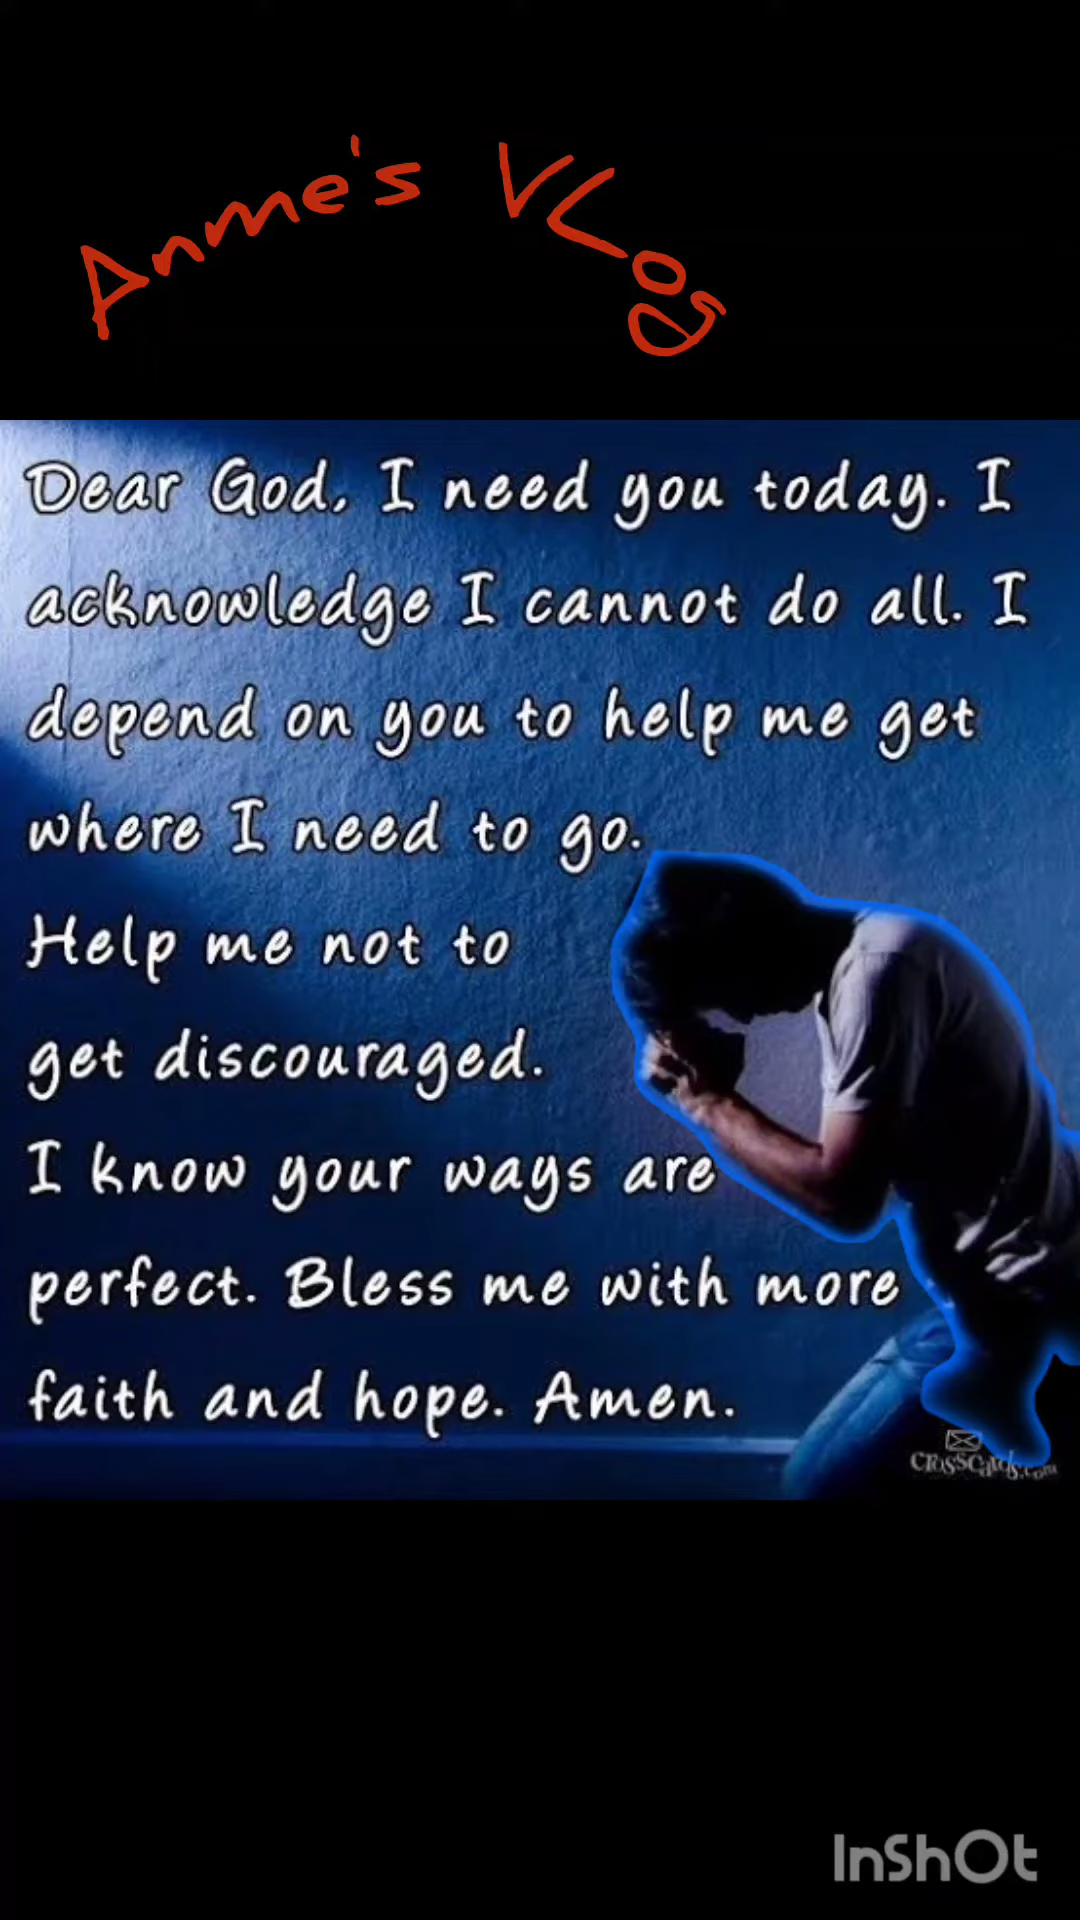 Anme's VLog
Dear God, I need you today. I
acknowledge I cannot do all. I
depend on you to help me get
where I need to go.
Help me not to
get discouraged.
I know your ways are
perfect. Bless me with more
faith and hope. Amen.
crosscards.com
InShOt